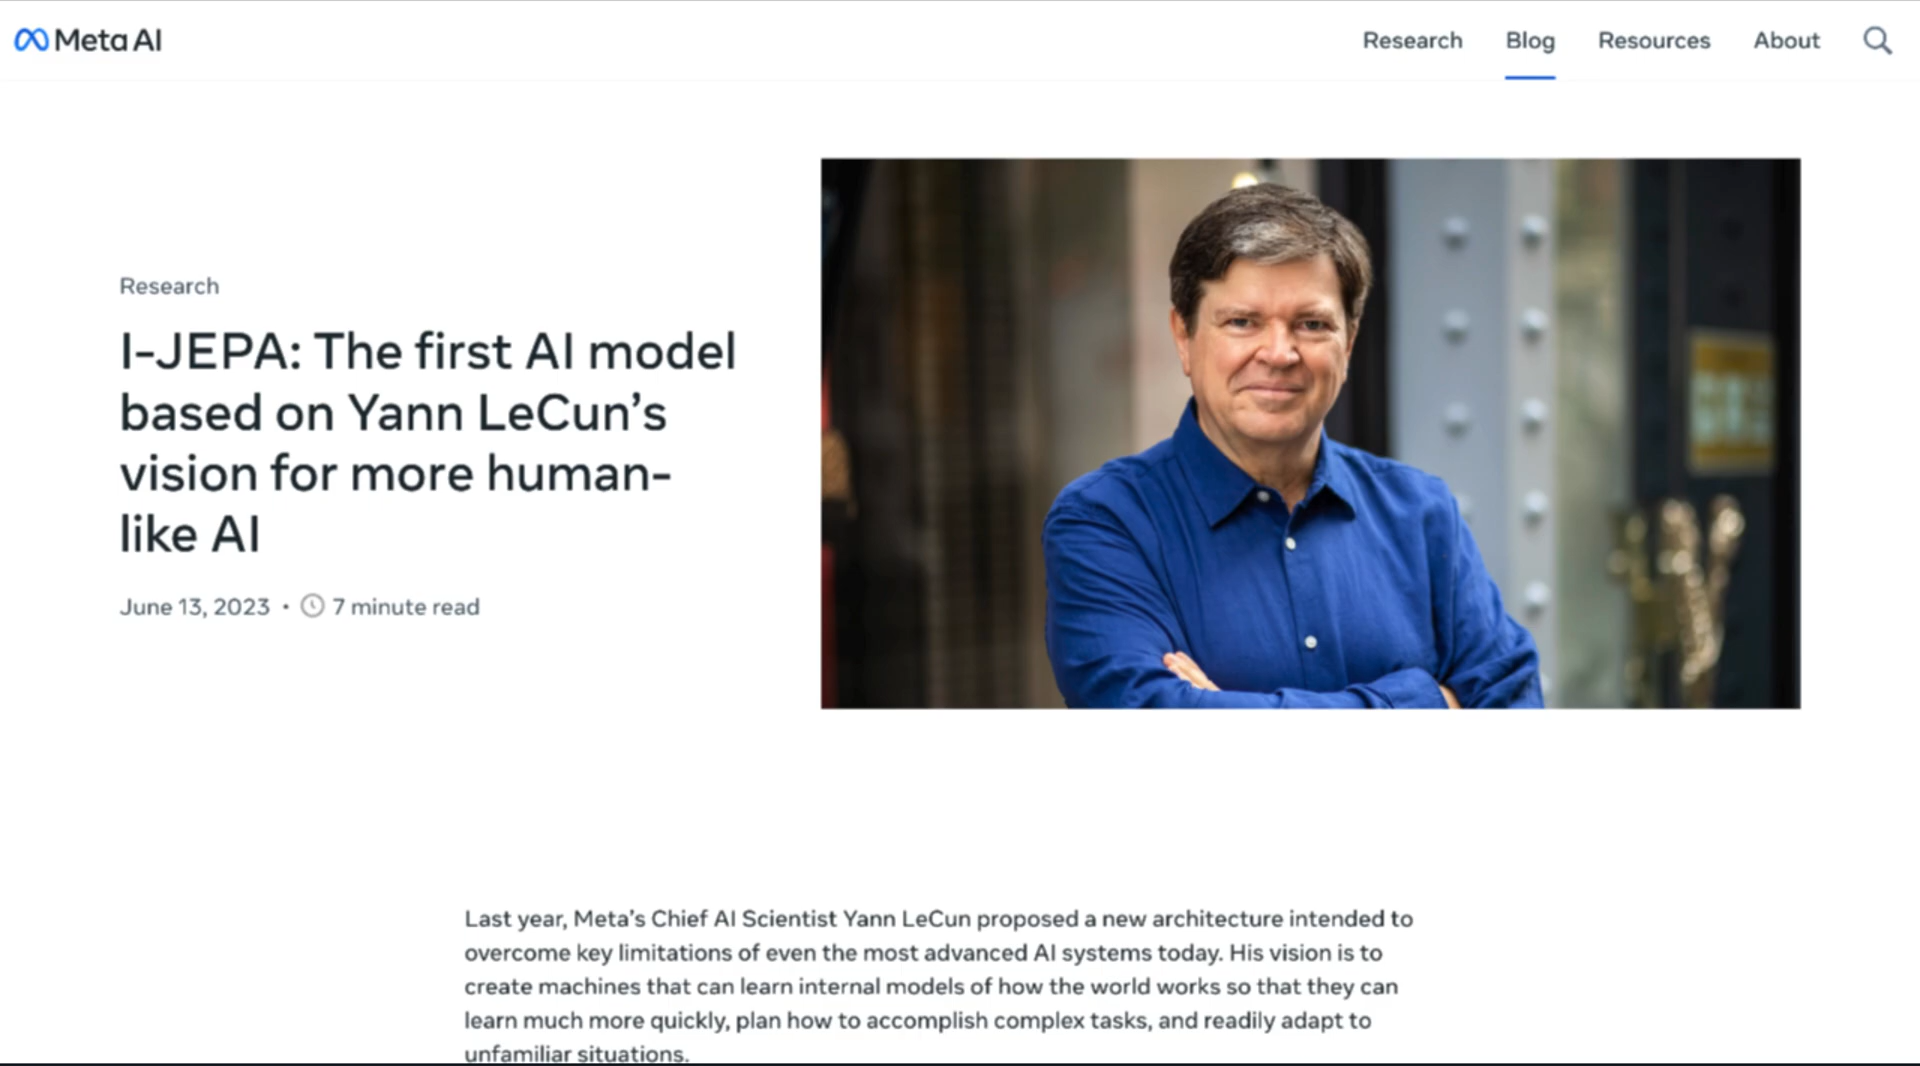 Meta AI
Research
Blog
Resources
About
Research
I-JEPA: The first AI model
based on Yann LeCun’s
vision for more human-
like AI
June 13, 2023 · 7 minute read
Last year, Meta’s Chief AI Scientist Yann LeCun proposed a new architecture intended to
overcome key limitations of even the most advanced AI systems today. His vision is to
create machines that can learn internal models of how the world works so that they can
learn much more quickly, plan how to accomplish complex tasks, and readily adapt to
unfamiliar situations.